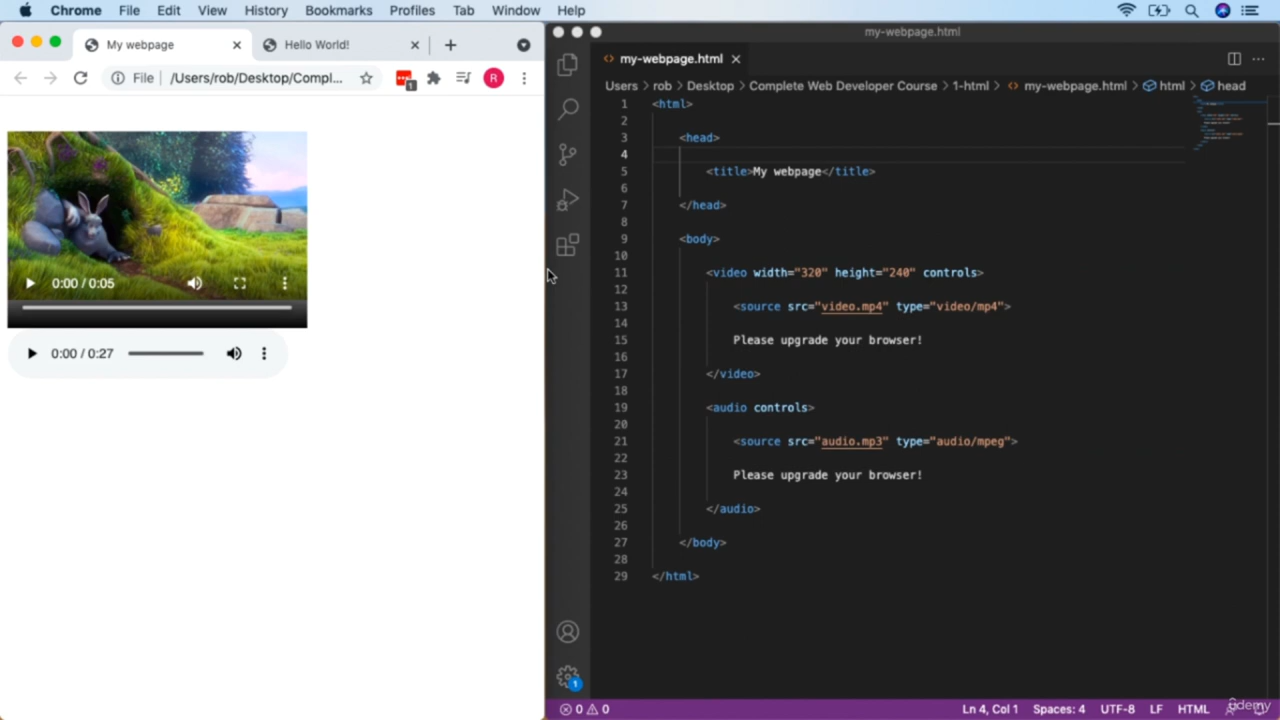 Chrome File Edit View History Bookmarks Profiles Tab Window Help
My webpage
Hello World!
File
/Users/rob/Desktop/Compl...
1
R
0:00 / 0:05
0:00 / 0:27
my-webpage.html
my-webpage.html
Users > rob > Desktop > Complete Web Developer Course > 1-html > my-webpage.html > html > head
1 <html>
2
3 <head>
4
5 <title>My webpage</title>
6
7 </head>
8
9 <body>
10
11 <video width="320" height="240" controls>
12
13 <source src="video.mp4" type="video/mp4">
14
15 Please upgrade your browser!
16
17 </video>
18
19 <audio controls>
20
21 <source src="audio.mp3" type="audio/mpeg">
22
23 Please upgrade your browser!
24
25 </audio>
26
27 </body>
28
29 </html>
1
0 0
Ln 4, Col 1 Spaces: 4 UTF-8 LF HTML
udemy